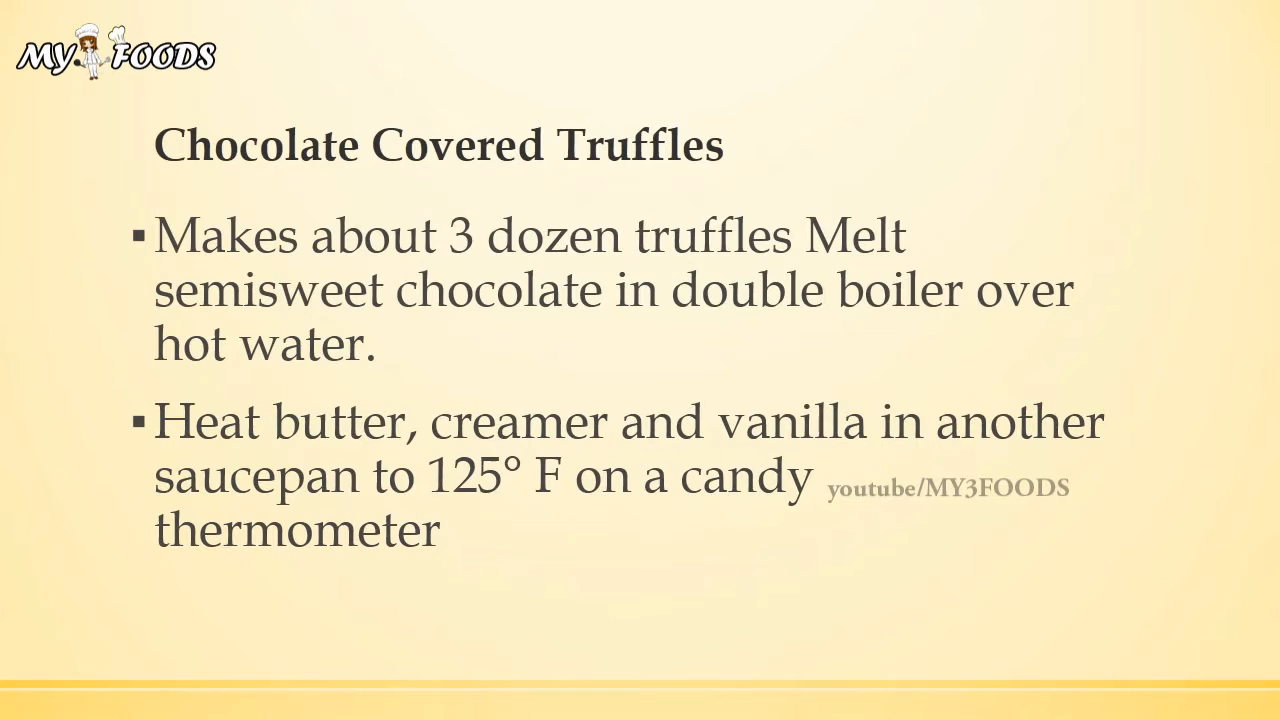 MY FOODS
Chocolate Covered Truffles
▪Makes about 3 dozen truffles Melt
semisweet chocolate in double boiler over
hot water.
▪Heat butter, creamer and vanilla in another
saucepan to 125° F on a candy
youtube/MY3FOODS
thermometer